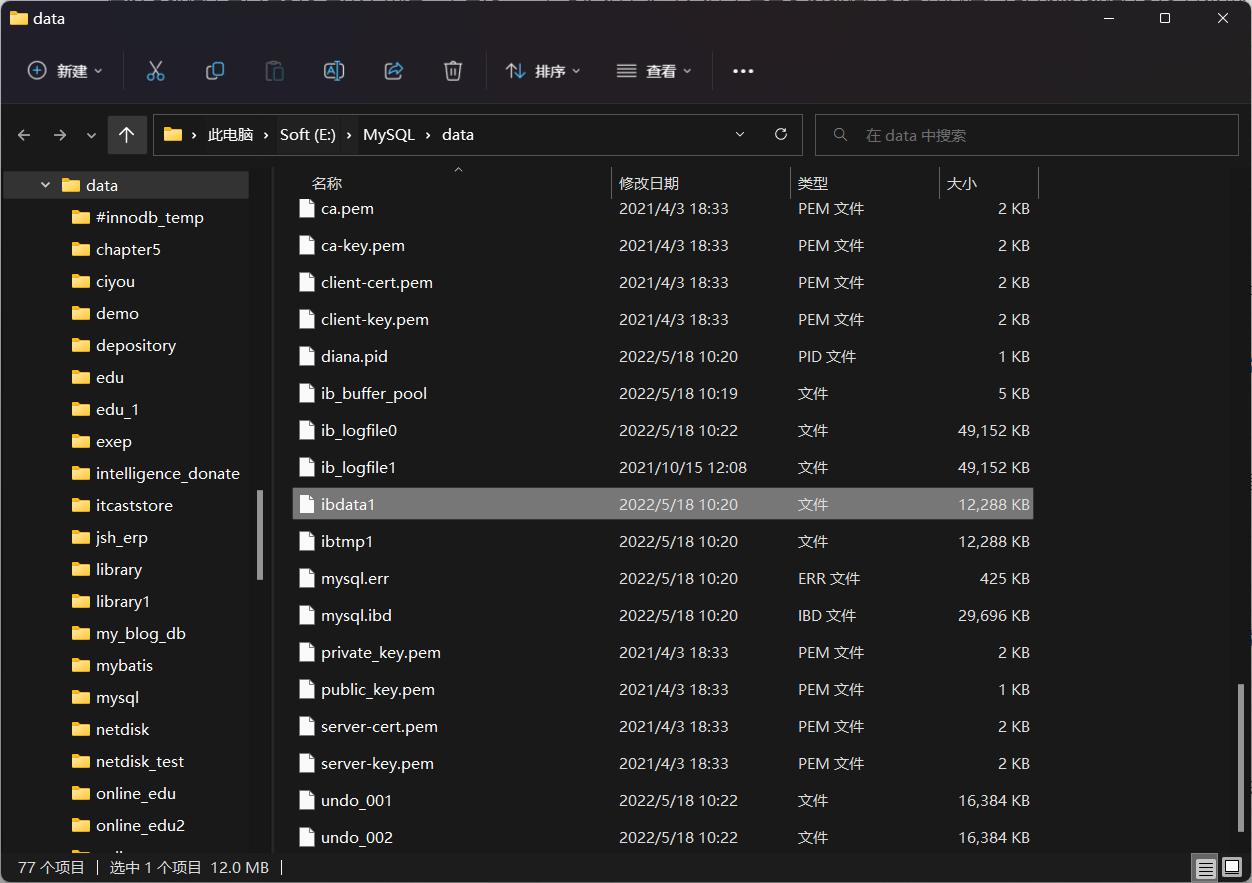 data
新建 排序 查看
此电脑 Soft (E:) MySQL data 在 data 中搜索
data
#innodb_temp
chapter5
ciyou
demo
depository
edu
edu_1
exep
intelligence_donate
itcaststore
jsh_erp
library
library1
my_blog_db
mybatis
mysql
netdisk
netdisk_test
online_edu
online_edu2
名称 修改日期 类型 大小
ca.pem 2021/4/3 18:33 PEM 文件 2 KB
ca-key.pem 2021/4/3 18:33 PEM 文件 2 KB
client-cert.pem 2021/4/3 18:33 PEM 文件 2 KB
client-key.pem 2021/4/3 18:33 PEM 文件 2 KB
diana.pid 2022/5/18 10:20 PID 文件 1 KB
ib_buffer_pool 2022/5/18 10:19 文件 5 KB
ib_logfile0 2022/5/18 10:22 文件 49,152 KB
ib_logfile1 2021/10/15 12:08 文件 49,152 KB
ibdata1 2022/5/18 10:20 文件 12,288 KB
ibtmp1 2022/5/18 10:20 文件 12,288 KB
mysql.err 2022/5/18 10:20 ERR 文件 425 KB
mysql.ibd 2022/5/18 10:20 IBD 文件 29,696 KB
private_key.pem 2021/4/3 18:33 PEM 文件 2 KB
public_key.pem 2021/4/3 18:33 PEM 文件 1 KB
server-cert.pem 2021/4/3 18:33 PEM 文件 2 KB
server-key.pem 2021/4/3 18:33 PEM 文件 2 KB
undo_001 2022/5/18 10:22 文件 16,384 KB
undo_002 2022/5/18 10:22 文件 16,384 KB
77 个项目 选中 1 个项目 12.0 MB